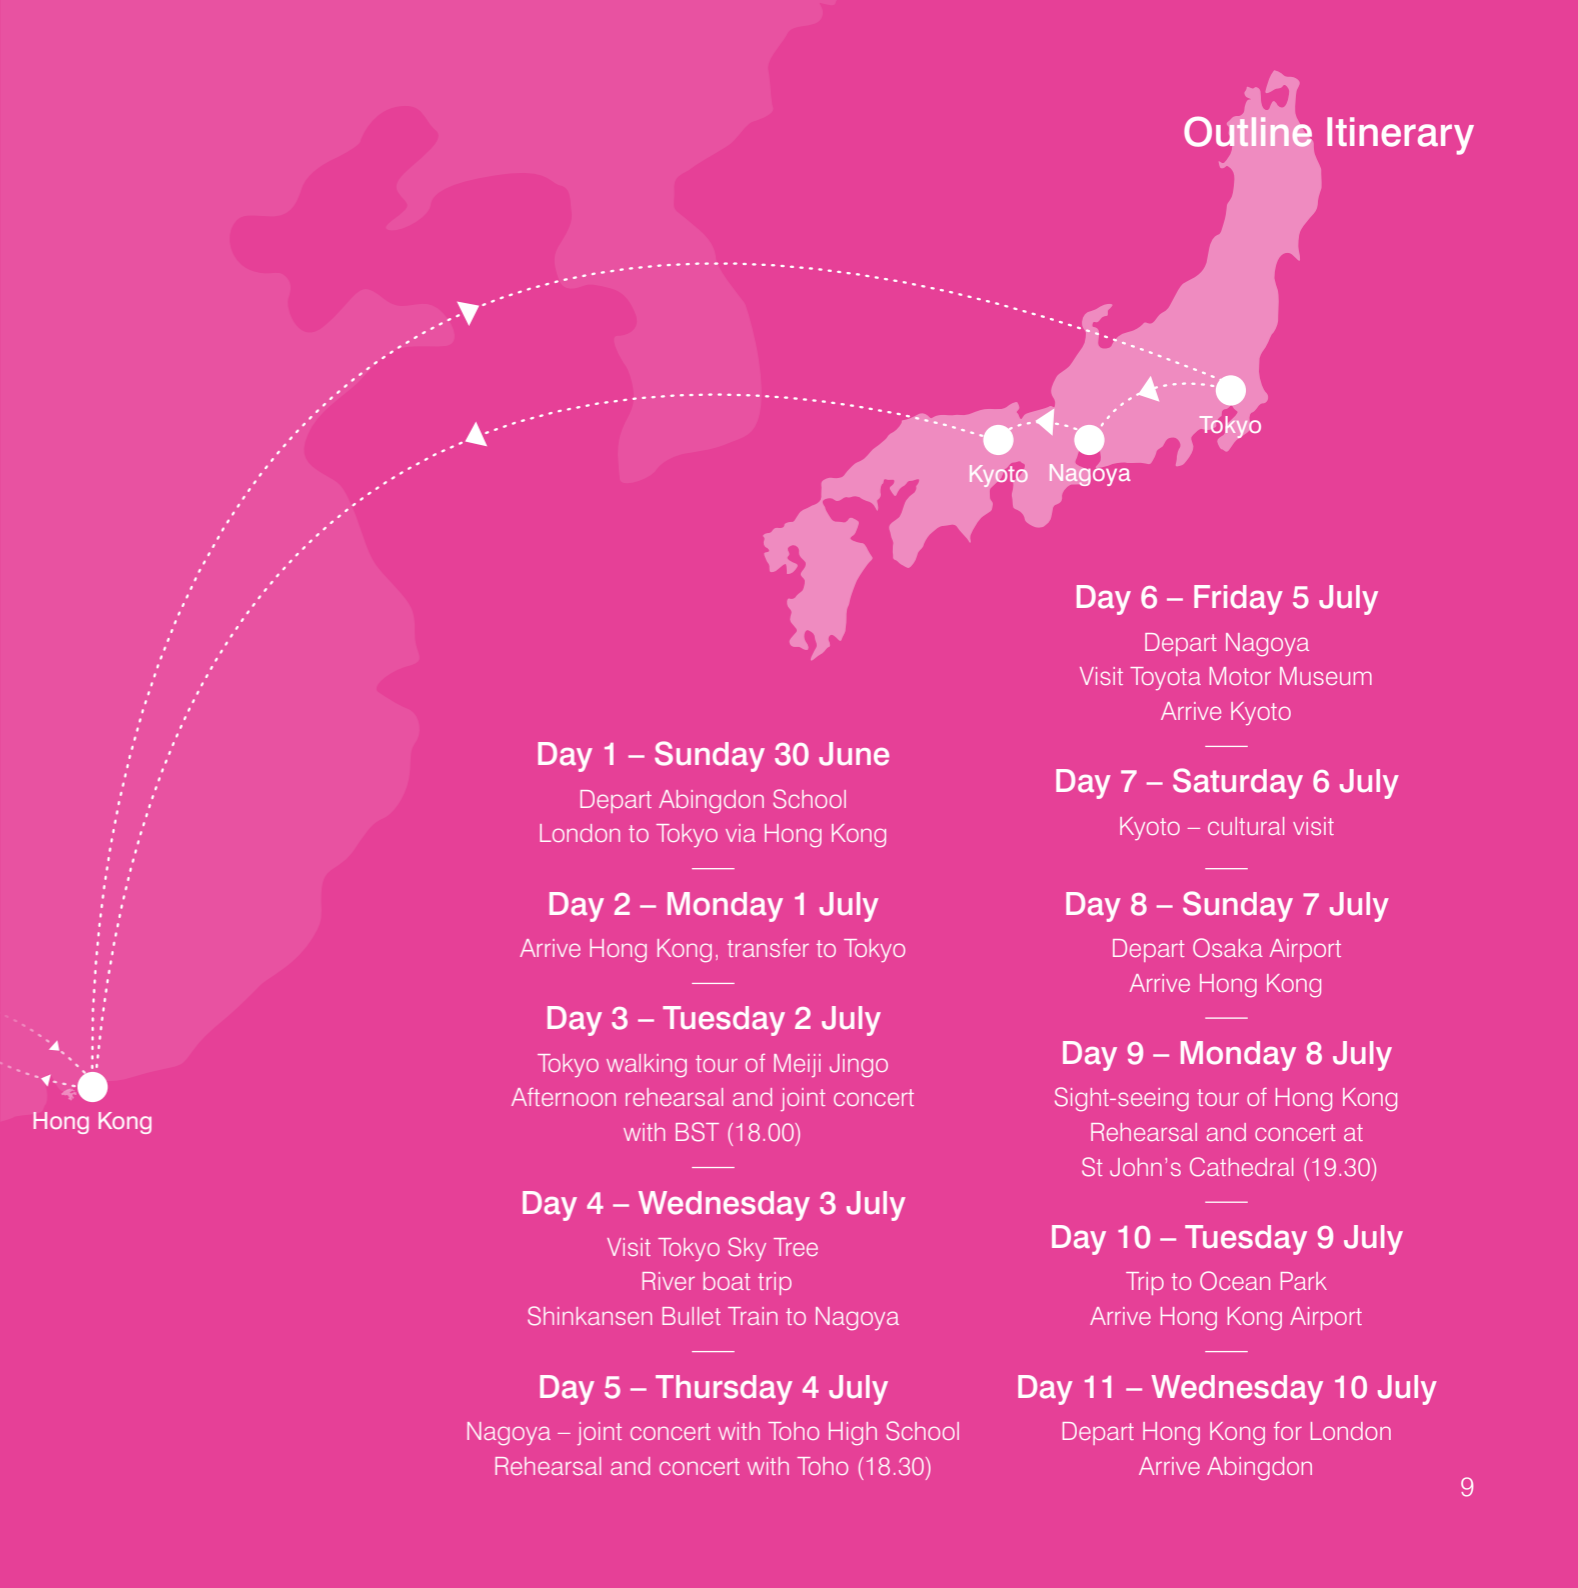 Outline Itinerary
Tokyo
Kyoto
Nagoya
Hong Kong
Day 1 – Sunday 30 June
Depart Abingdon School
London to Tokyo via Hong Kong
Day 2 – Monday 1 July
Arrive Hong Kong, transfer to Tokyo
Day 3 – Tuesday 2 July
Tokyo walking tour of Meiji Jingo
Afternoon rehearsal and joint concert
with BST (18.00)
Day 4 – Wednesday 3 July
Visit Tokyo Sky Tree
River boat trip
Shinkansen Bullet Train to Nagoya
Day 5 – Thursday 4 July
Nagoya – joint concert with Toho High School
Rehearsal and concert with Toho (18.30)
Day 6 – Friday 5 July
Depart Nagoya
Visit Toyota Motor Museum
Arrive Kyoto
Day 7 – Saturday 6 July
Kyoto – cultural visit
Day 8 – Sunday 7 July
Depart Osaka Airport
Arrive Hong Kong
Day 9 – Monday 8 July
Sight-seeing tour of Hong Kong
Rehearsal and concert at
St John's Cathedral (19.30)
Day 10 – Tuesday 9 July
Trip to Ocean Park
Arrive Hong Kong Airport
Day 11 – Wednesday 10 July
Depart Hong Kong for London
Arrive Abingdon
9